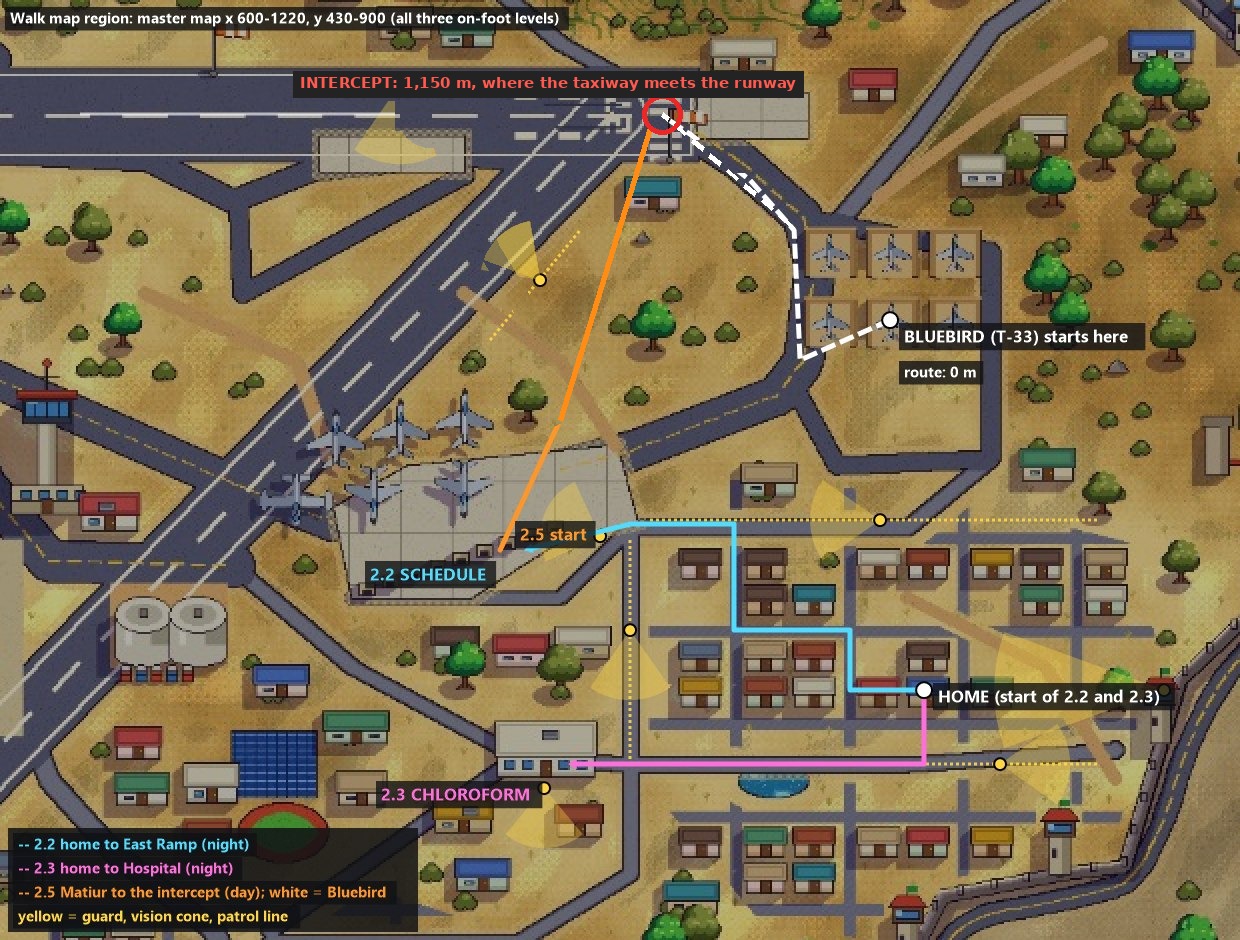 Walk map region: master map x 600-1220, y 430-900 (all three on-foot levels)
INTERCEPT: 1,150 m, where the taxiway meets the runway
BLUEBIRD (T-33) starts here
route: 0 m
2.5 start
2.2 SCHEDULE
HOME (start of 2.2 and 2.3)
2.3 CHLOROFORM
-- 2.2 home to East Ramp (night)
-- 2.3 home to Hospital (night)
-- 2.5 Matiur to the intercept (day); white = Bluebird
yellow = guard, vision cone, patrol line